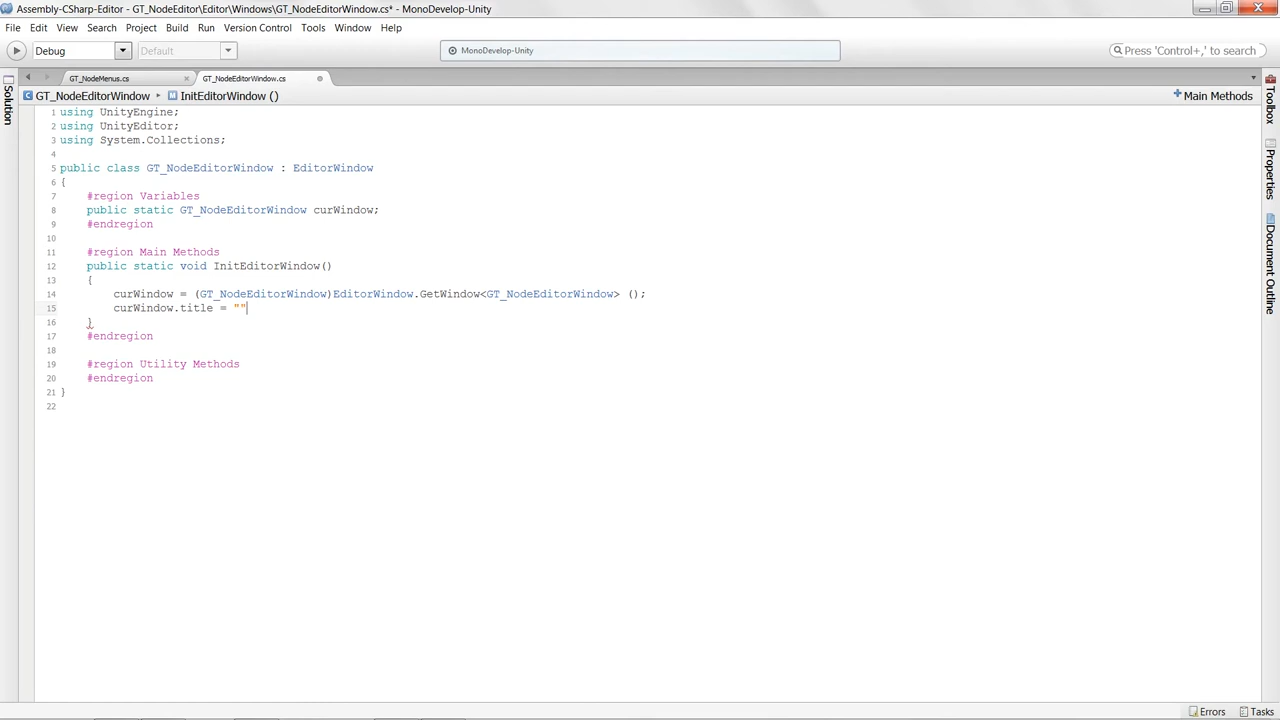 Assembly-CSharp-Editor - GT_NodeEditor\Editor\Windows\GT_NodeEditorWindow.cs* - MonoDevelop-Unity
File Edit View Search Project Build Run Version Control Tools Window Help
Debug Default MonoDevelop-Unity Press 'Control+,' to search
GT_NodeMenus.cs GT_NodeEditorWindow.cs
GT_NodeEditorWindow InitEditorWindow () Main Methods
1 using UnityEngine;
2 using UnityEditor;
3 using System.Collections;
4
5 public class GT_NodeEditorWindow : EditorWindow
6 {
7 #region Variables
8 public static GT_NodeEditorWindow curWindow;
9 #endregion
10
11 #region Main Methods
12 public static void InitEditorWindow()
13 {
14 curWindow = (GT_NodeEditorWindow)EditorWindow.GetWindow<GT_NodeEditorWindow> ();
15 curWindow.title = ""
16 }
17 #endregion
18
19 #region Utility Methods
20 #endregion
21 }
22
Solution
Toolbox
Properties
Document Outline
Errors Tasks